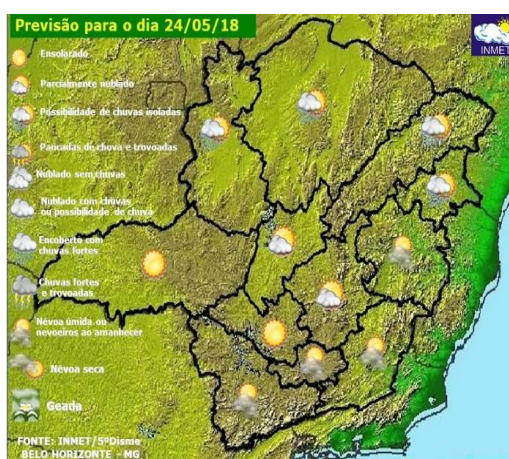 Previsão para o dia 24/05/18
INMET
Ensolarado
Parcialmente nublado
Possibilidade de chuvas isoladas
Pancadas de chuva e trovoadas
Nublado sem chuvas
Nublado com chuvas
ou possibilidade de chuva
Encoberto com
chuvas fortes
Chuvas fortes
e trovoadas
Névoa úmida ou
nevoeiros ao amanhecer
Névoa seca
Geada
FONTE: INMET/5ºDisme
BELO HORIZONTE - MG